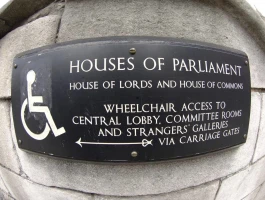 HOUSES OF PARLIAMENT
HOUSE OF LORDS AND HOUSE OF COMMONS
WHEELCHAIR ACCESS TO
CENTRAL LOBBY, COMMITTEE ROOMS
AND STRANGERS' GALLERIES
VIA CARRIAGE GATES